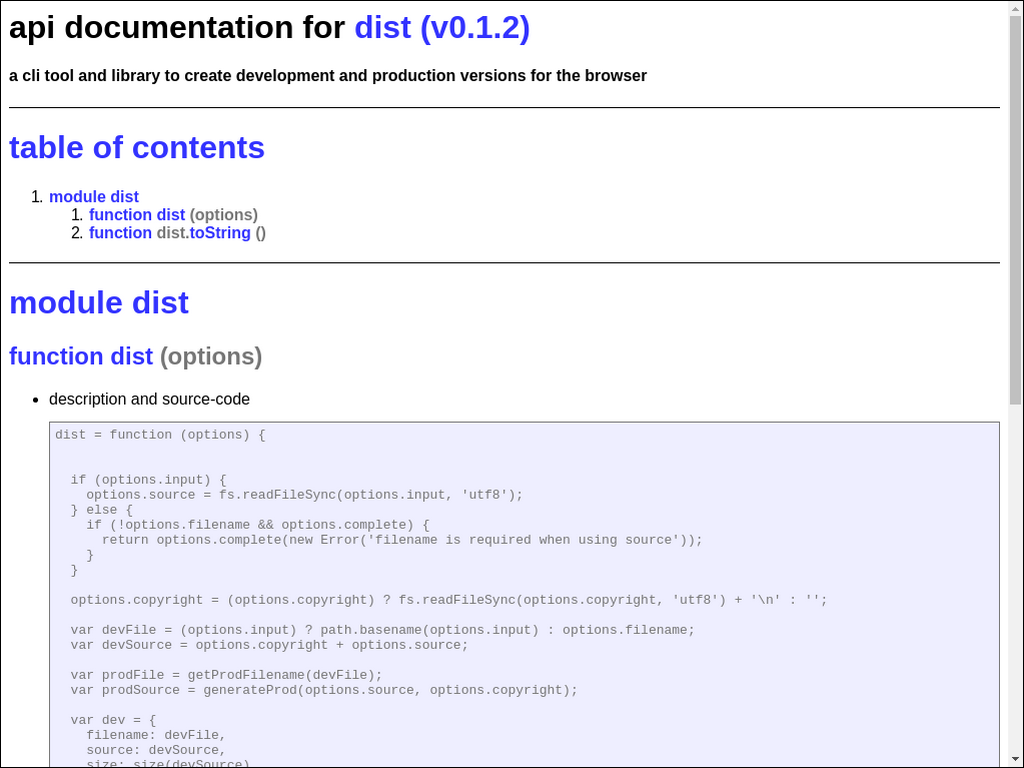 api documentation for dist (v0.1.2)
a cli tool and library to create development and production versions for the browser
table of contents
1. module dist
1. function dist (options)
2. function dist.toString ()
module dist
function dist (options)
• description and source-code
dist = function (options) {
if (options.input) {
options.source = fs.readFileSync(options.input, 'utf8');
} else {
if (!options.filename && options.complete) {
return options.complete(new Error('filename is required when using source'));
}
}
options.copyright = (options.copyright) ? fs.readFileSync(options.copyright, 'utf8') + '\n' : '';
var devFile = (options.input) ? path.basename(options.input) : options.filename;
var devSource = options.copyright + options.source;
var prodFile = getProdFilename(devFile);
var prodSource = generateProd(options.source, options.copyright);
var dev = {
filename: devFile,
source: devSource,
size: size(devSource)